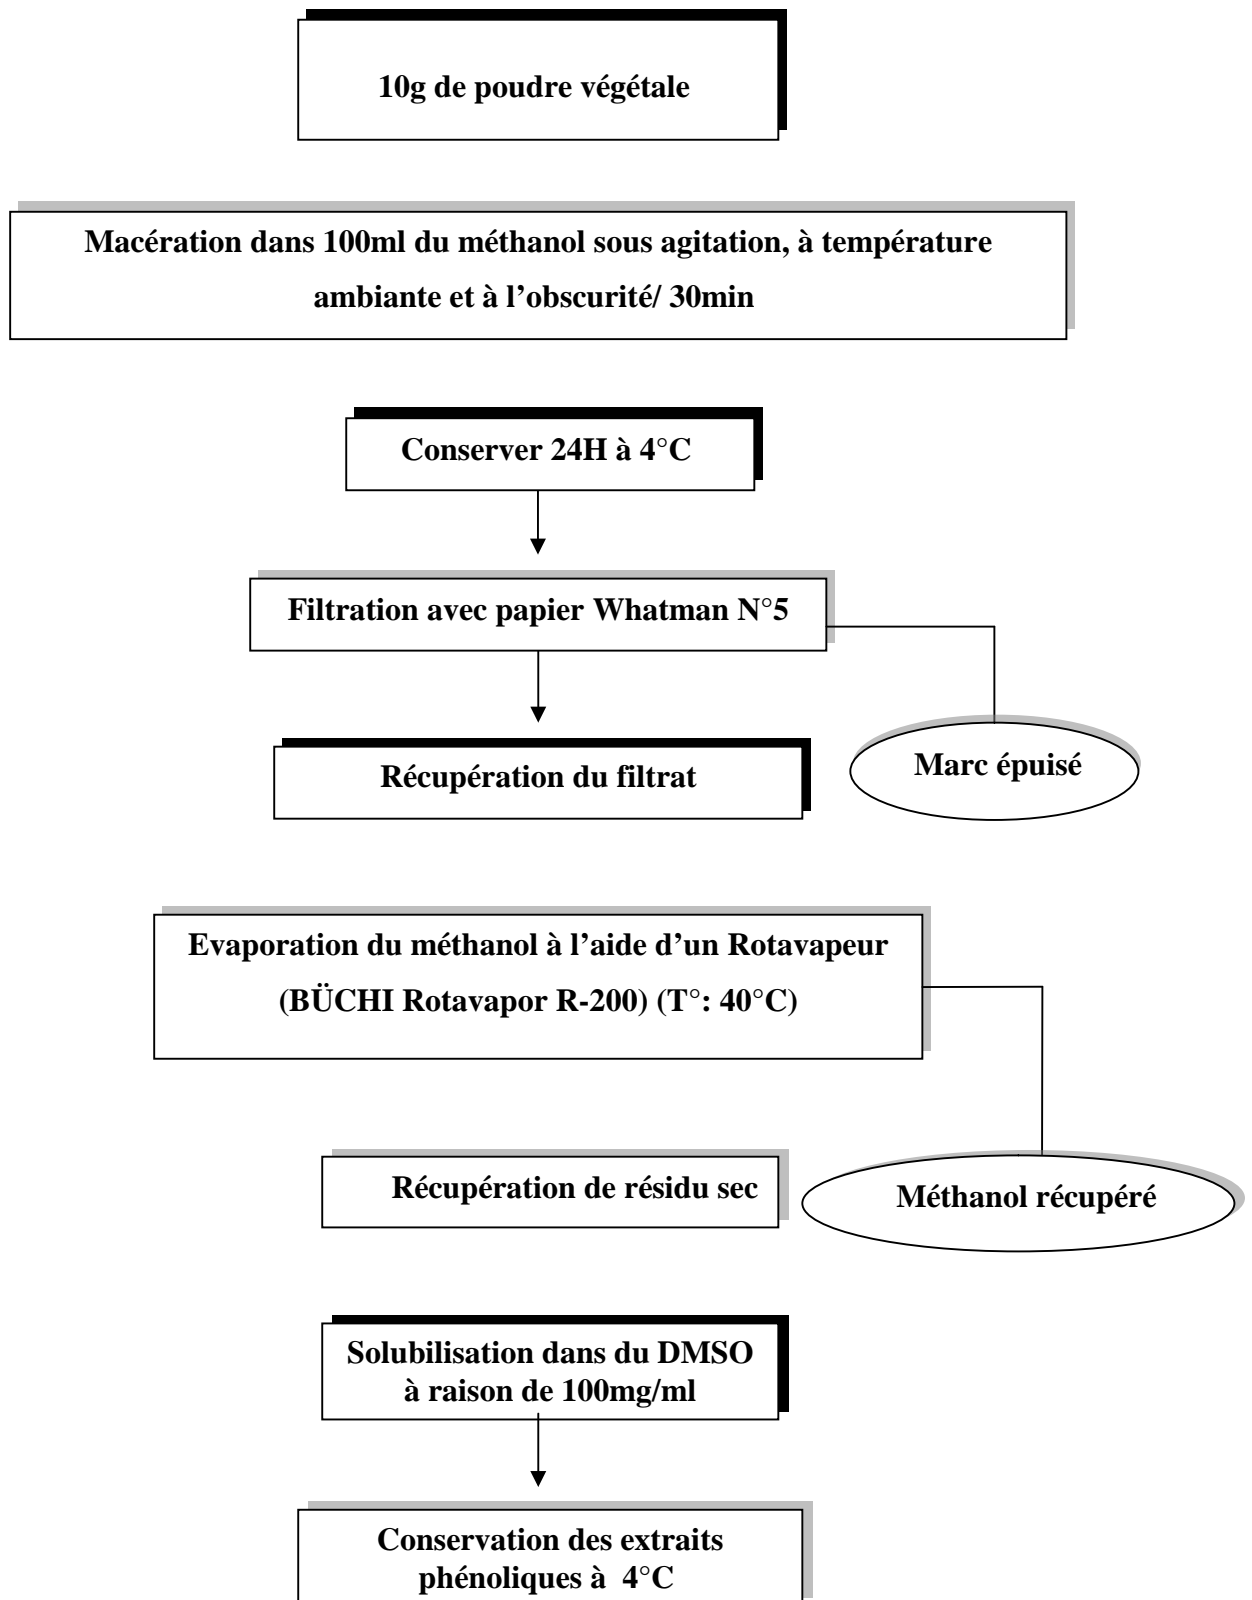 10g de poudre végétale
Macération dans 100ml du méthanol sous agitation, à température
ambiante et à l'obscurité/ 30min
Conserver 24H à 4°C
Filtration avec papier Whatman N°5
Marc épuisé
Récupération du filtrat
Evaporation du méthanol à l'aide d'un Rotavapeur
(BÜCHI Rotavapor R-200) (T°: 40°C)
Récupération de résidu sec
Méthanol récupéré
Solubilisation dans du DMSO
à raison de 100mg/ml
Conservation des extraits
phénoliques à  4°C